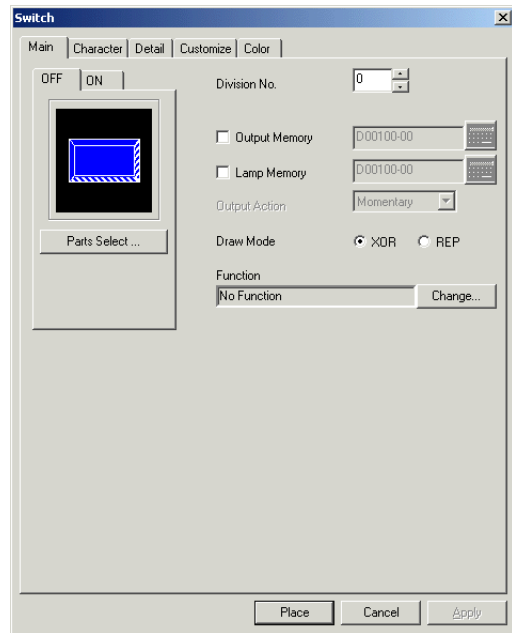 Switch
Main Character Detail Customize Color
OFF ON
Division No. 0
Output Memory D00100-00
Lamp Memory D00100-00
Output Action Momentary
Parts Select ...
Draw Mode XOR REP
Function
No Function Change...
Place Cancel Apply